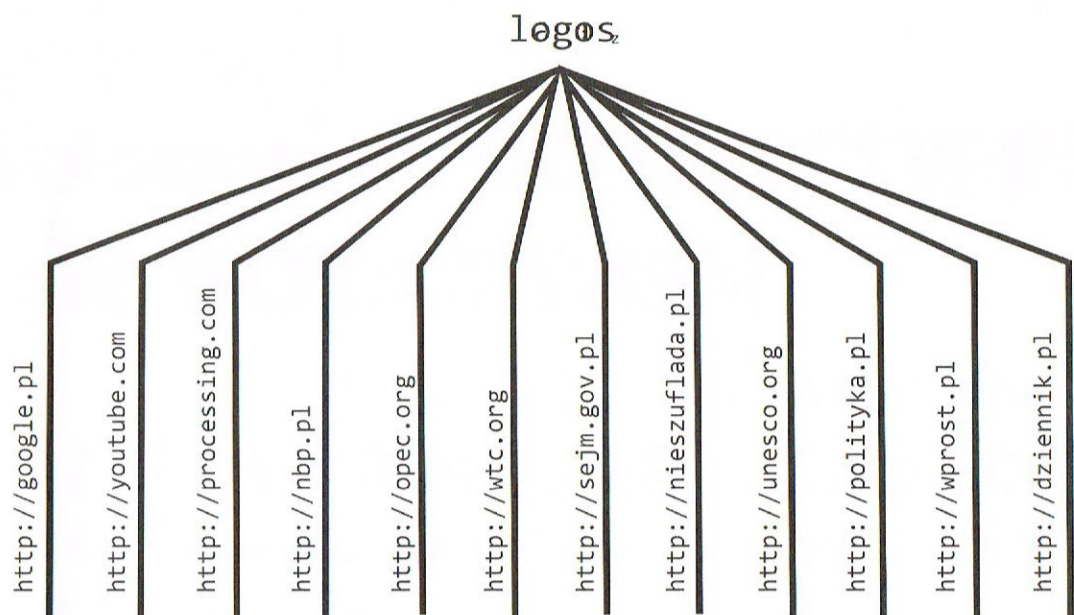 logos
http://google.pl
http://youtube.com
http://processing.com
http://nbp.pl
http://opec.org
http://wtc.org
http://sejm.gov.pl
http://nieszuflada.pl
http://unesco.org
http://polityka.pl
http://wprost.pl
http://dziennik.pl